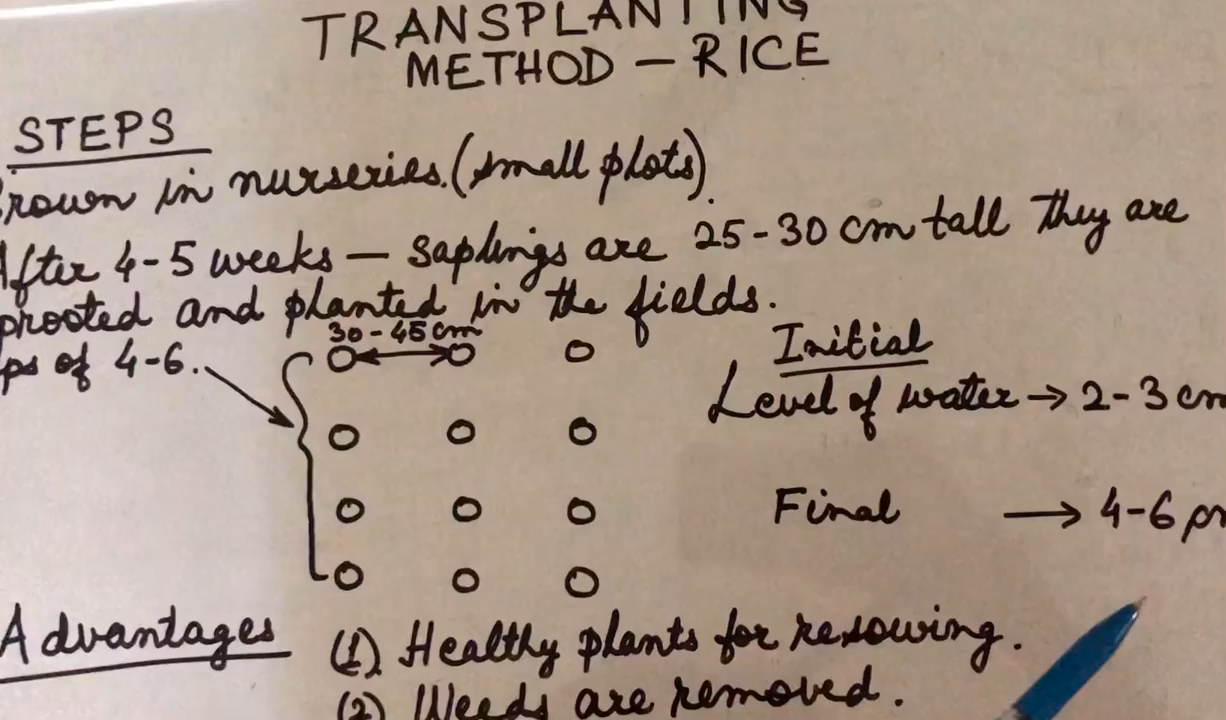 TRANSPLANTING
METHOD – RICE
STEPS
rown in nurseries. (small plots).
After 4-5 weeks – saplings are 25-30 cm tall They are
prooted and planted in the fields.
30-45 cm
ps of 4-6.
Initial
Level of water → 2-3 cm
Final → 4-6
Advantages (1) Healthy plants for resowing.
(2) Weeds are removed.